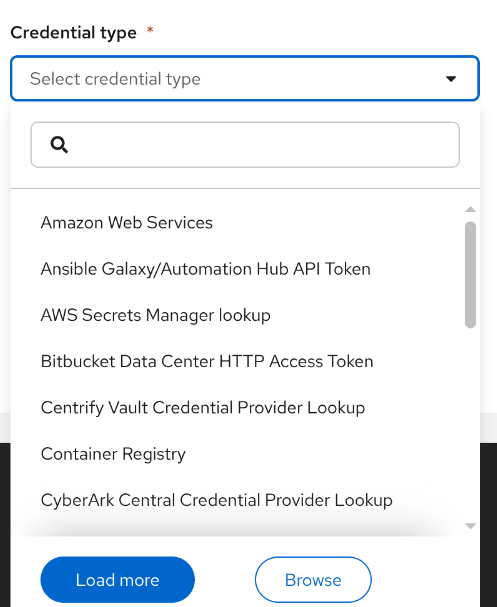 Credential type *
Select credential type
Amazon Web Services
Ansible Galaxy/Automation Hub API Token
AWS Secrets Manager lookup
Bitbucket Data Center HTTP Access Token
Centrify Vault Credential Provider Lookup
Container Registry
CyberArk Central Credential Provider Lookup
Load more Browse